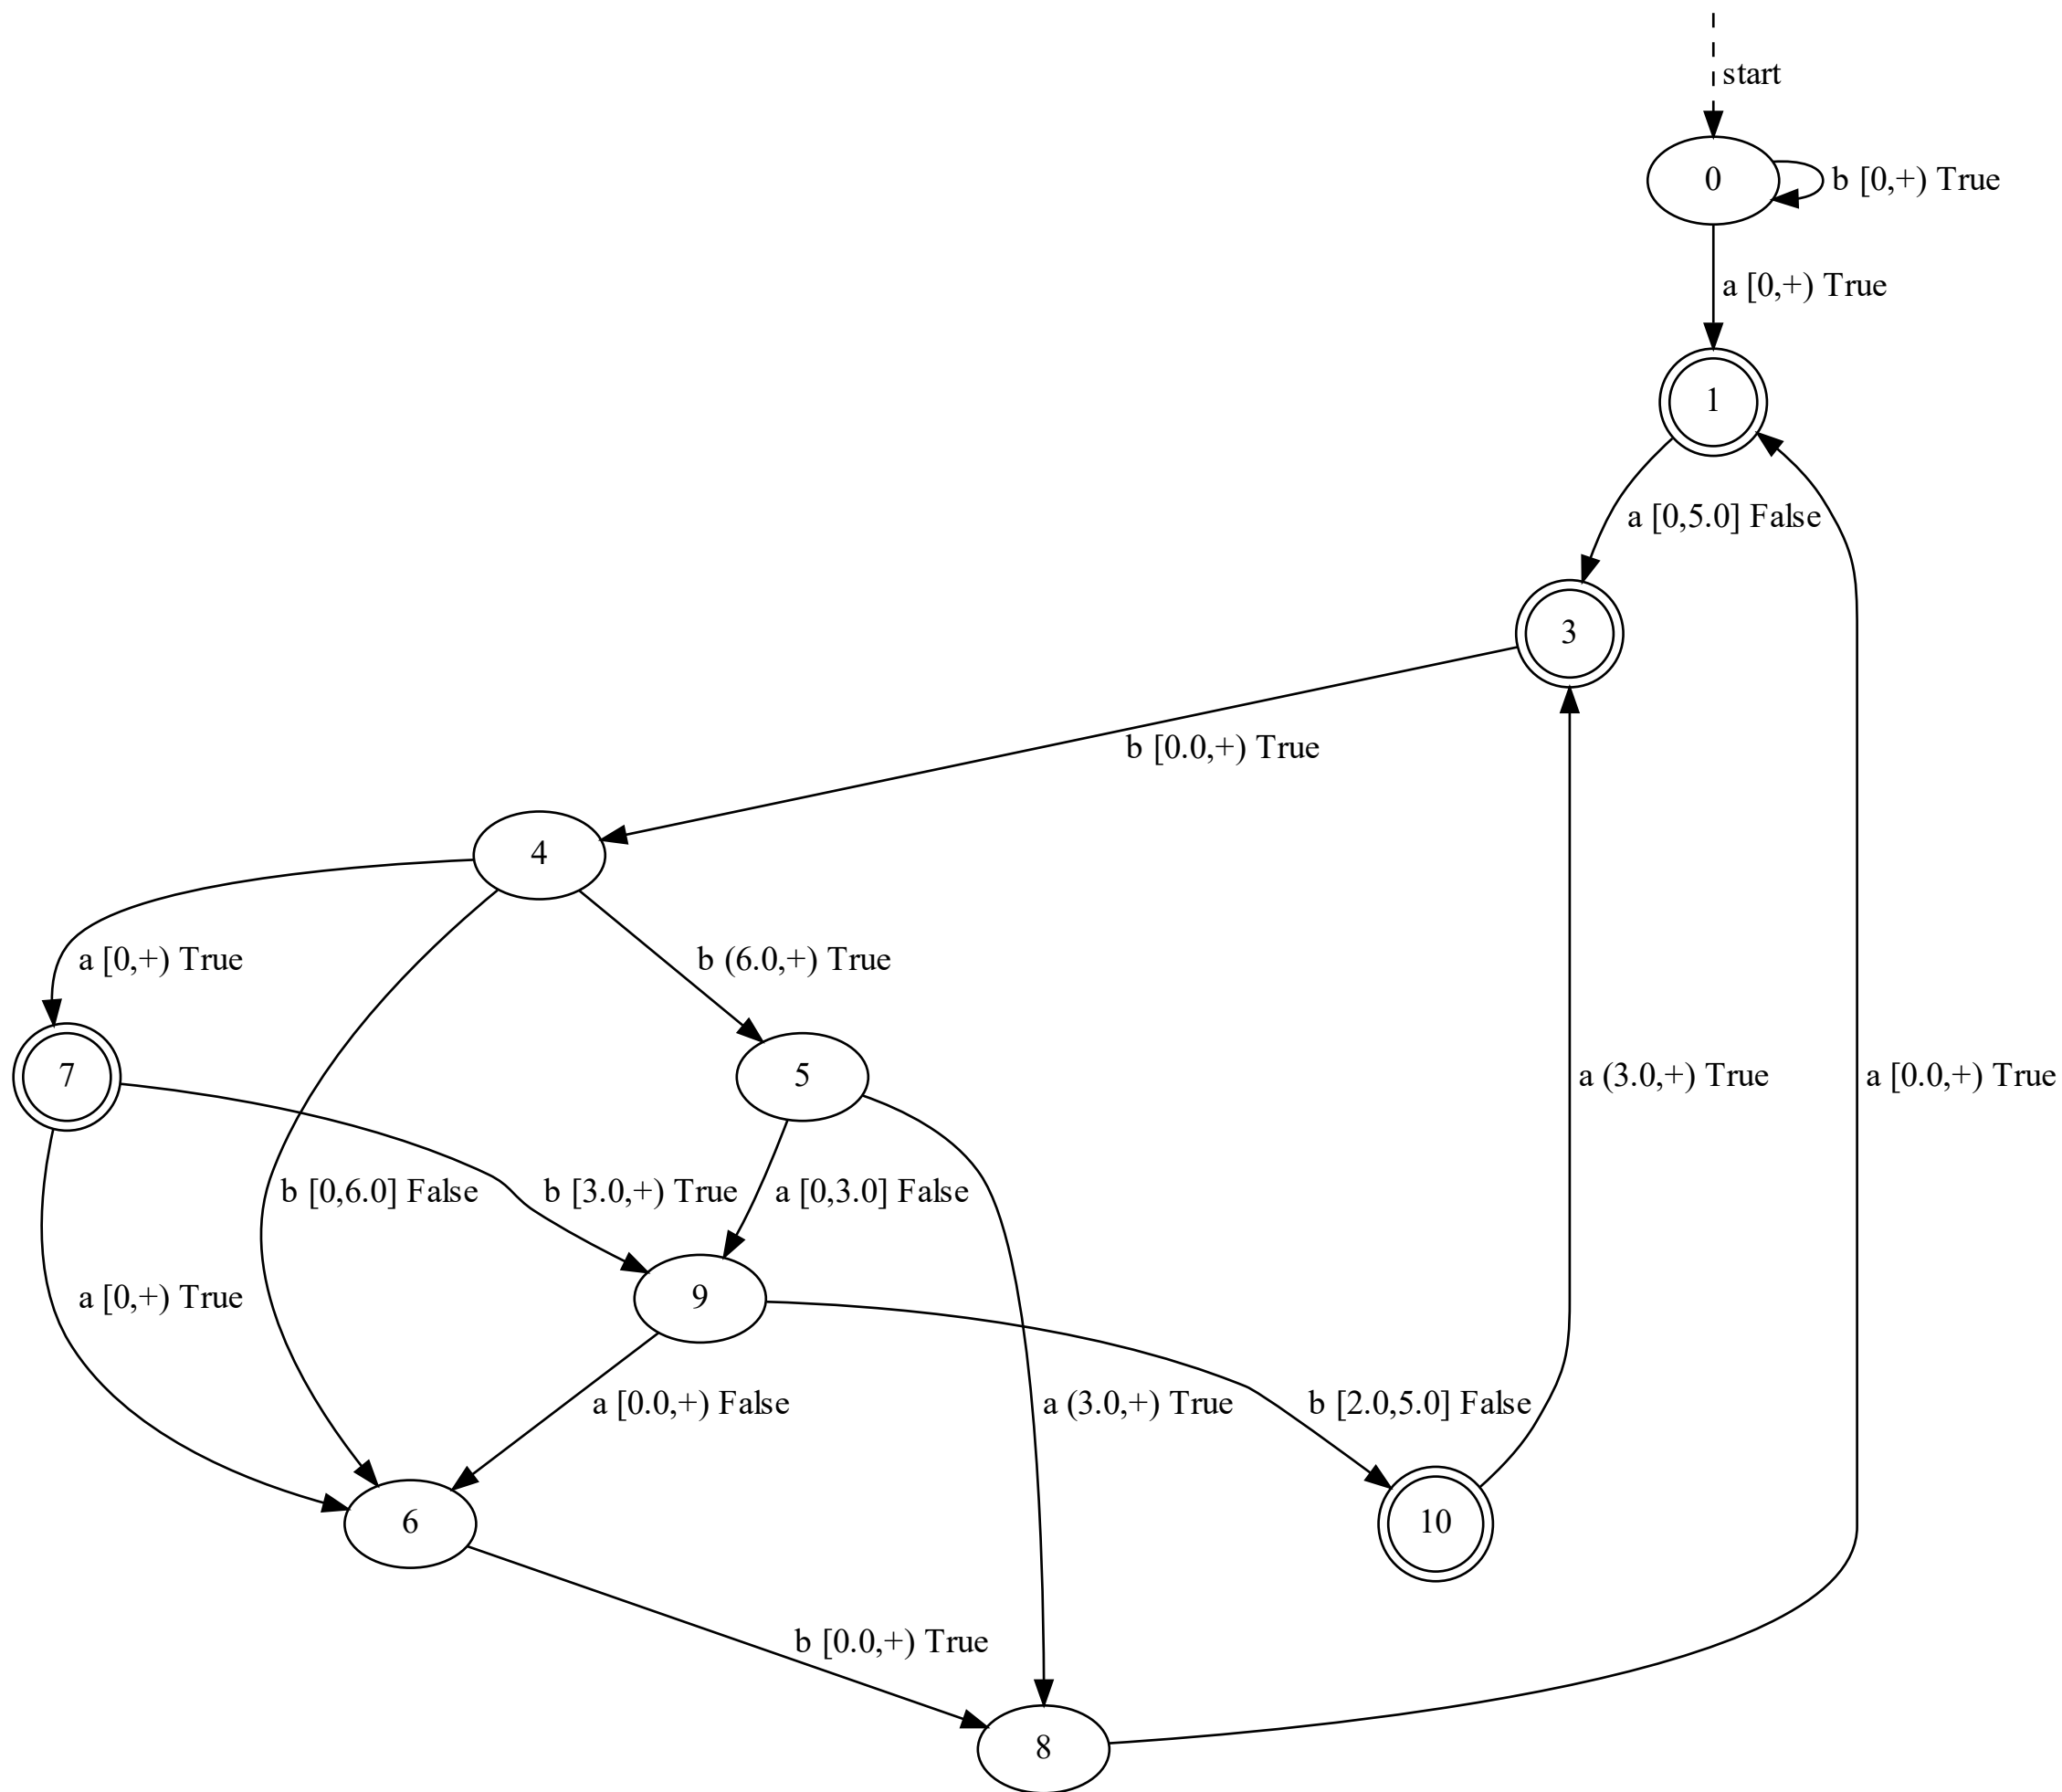 start
0
b [0,+) True
a [0,+) True
1
a [0,5.0] False
3
b [0.0,+) True
4
a [0,+) True
b (6.0,+) True
7
5
a (3.0,+) True
a [0.0,+) True
b [0,6.0] False
b [3.0,+) True
a [0,3.0] False
a [0,+) True
9
a [0.0,+) False
a (3.0,+) True
b [2.0,5.0] False
6
10
b [0.0,+) True
8